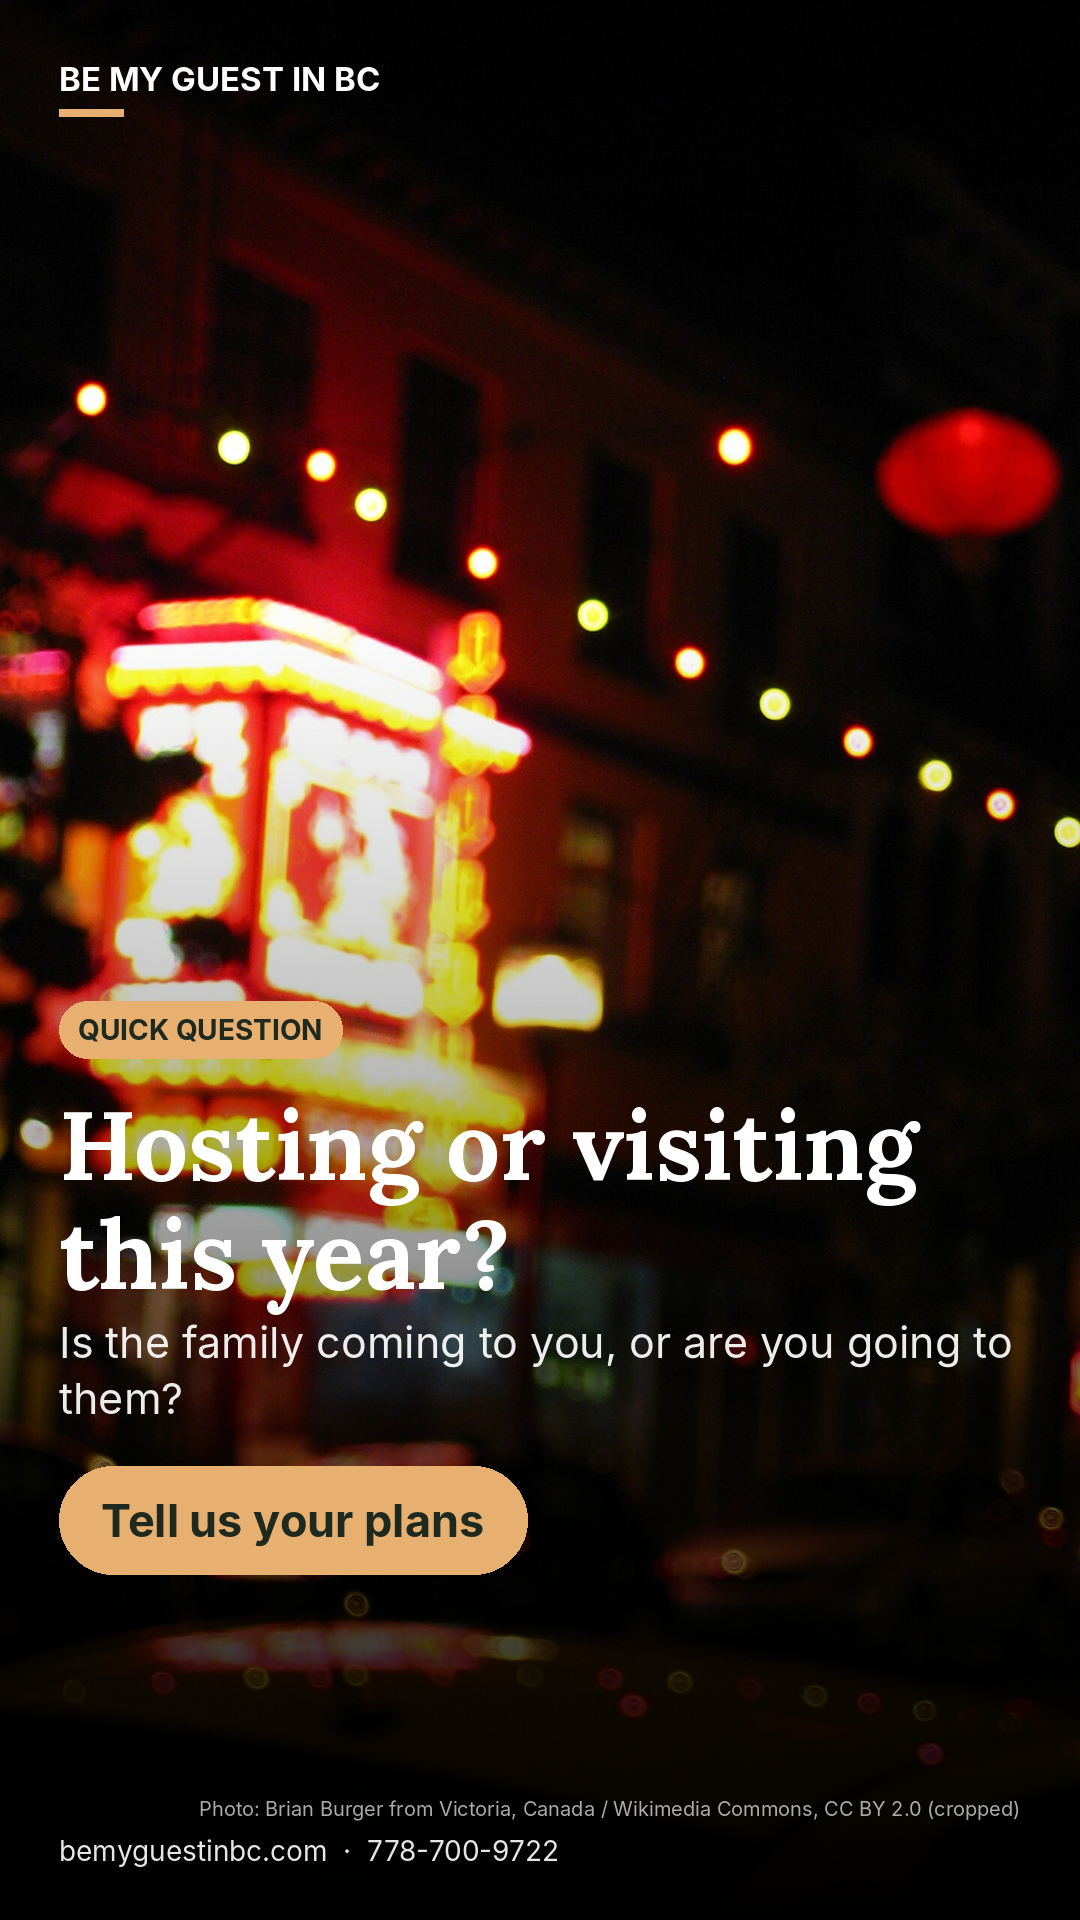 BE MY GUEST IN BC
QUICK QUESTION
Hosting or visiting
this year?
Is the family coming to you, or are you going to
them?
Tell us your plans
Photo: Brian Burger from Victoria, Canada / Wikimedia Commons, CC BY 2.0 (cropped)
bemyguestinbc.com · 778-700-9722